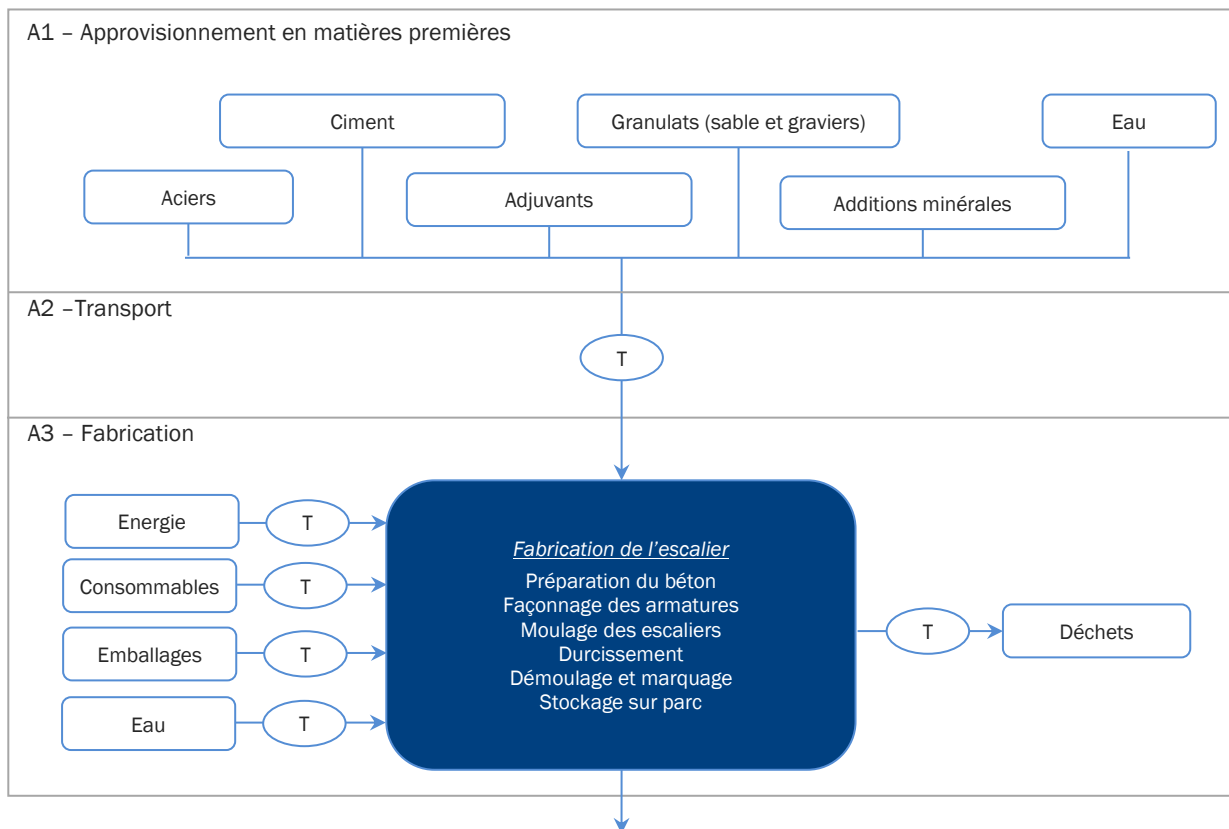 A1 – Approvisionnement en matières premières
Ciment
Granulats (sable et graviers)
Eau
Aciers
Adjuvants
Additions minérales
A2 –Transport
T
A3 – Fabrication
Energie
T
Consommables
T
Emballages
T
Eau
T
Fabrication de l’escalier
Préparation du béton
Façonnage des armatures
Moulage des escaliers
Durcissement
Démoulage et marquage
Stockage sur parc
T
Déchets